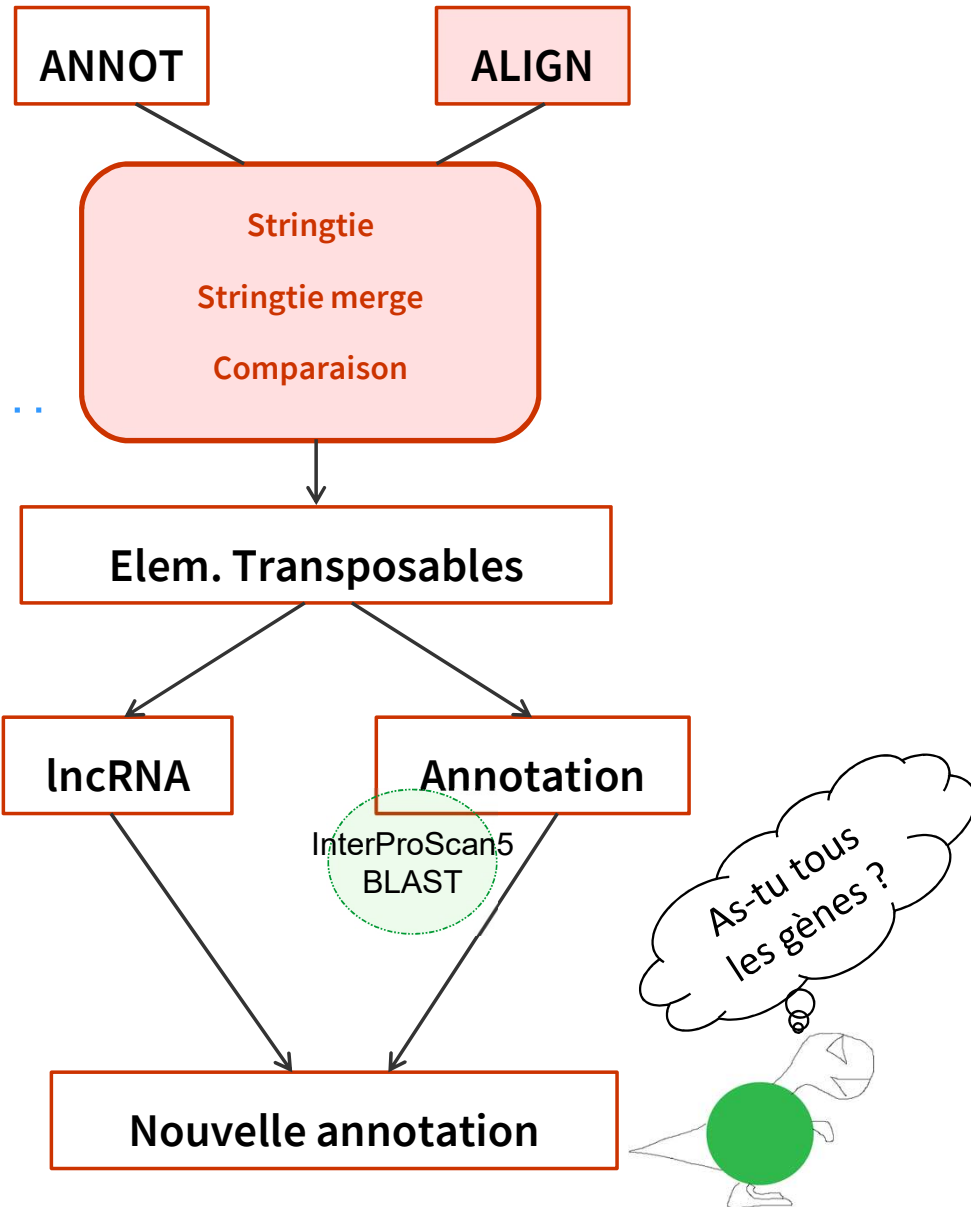 ANNOT
ALIGN
Stringtie
Stringtie merge
Comparaison
. .
Elem. Transposables
lncRNA
Annotation
InterProScan5
BLAST
As-tu tous
les gènes ?
Nouvelle annotation